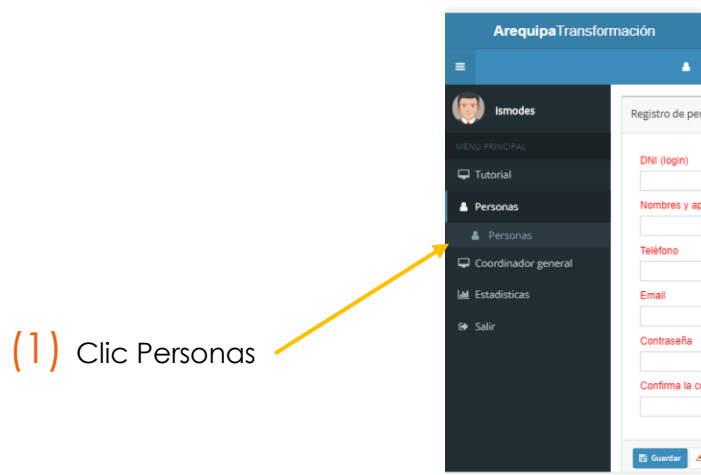 ArequipaTransformación
Ismodes
MENU PRINCIPAL
Tutorial
Personas
Personas
Coordinador general
Estadisticas
Salir
Registro de per
DNI (login)
Nombres y ap
Teléfono
Email
Contraseña
Confirma la co
Guardar
(1) Clic Personas